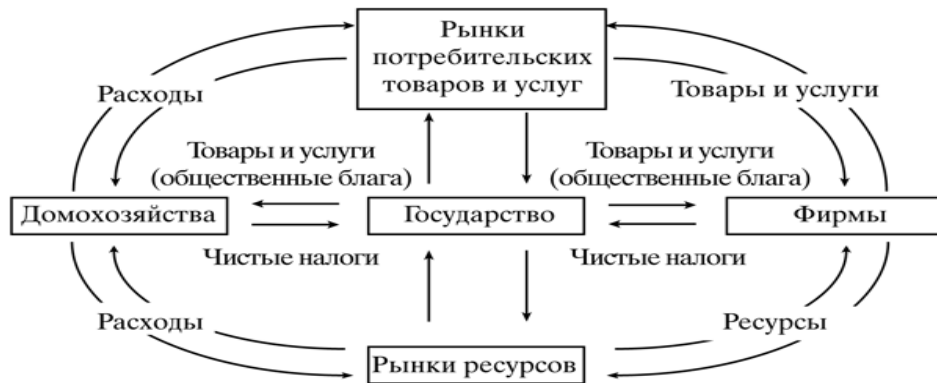 Рынки
потребительских
товаров и услуг
Расходы
Товары и услуги
Товары и услуги
(общественные блага)
Товары и услуги
(общественные блага)
Домохозяйства
Государство
Фирмы
Чистые налоги
Чистые налоги
Расходы
Ресурсы
Рынки ресурсов